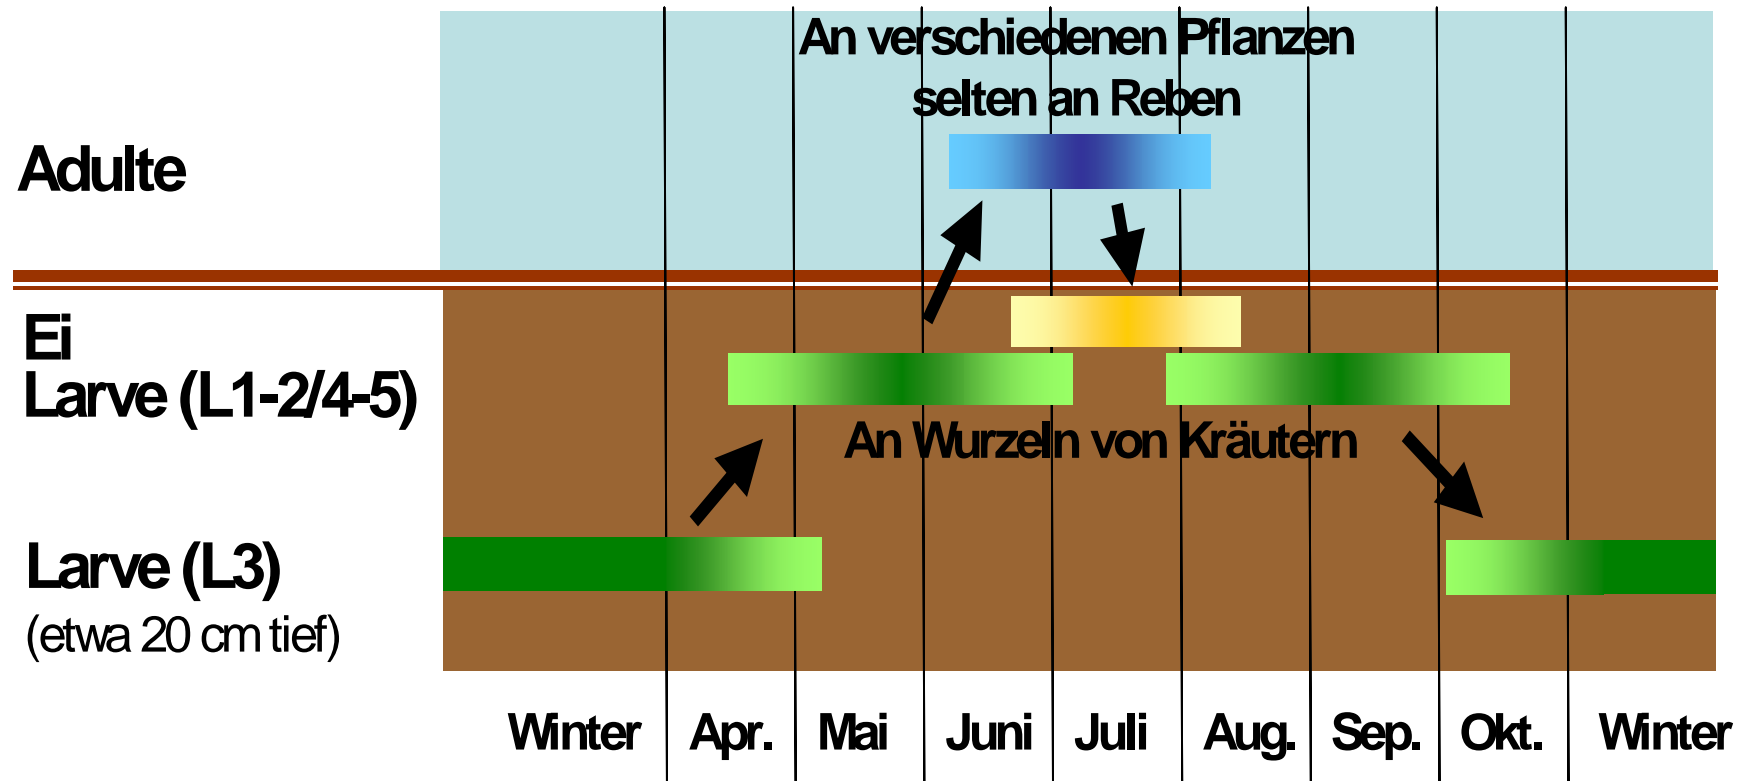 An verschiedenen Pflanzen
selten an Reben
Adulte
Ei
Larve (L1-2/4-5)
An Wurzeln von Kräutern
Larve (L3)
(etwa 20 cm tief)
Winter Apr. Mai Juni Juli Aug. Sep. Okt. Winter